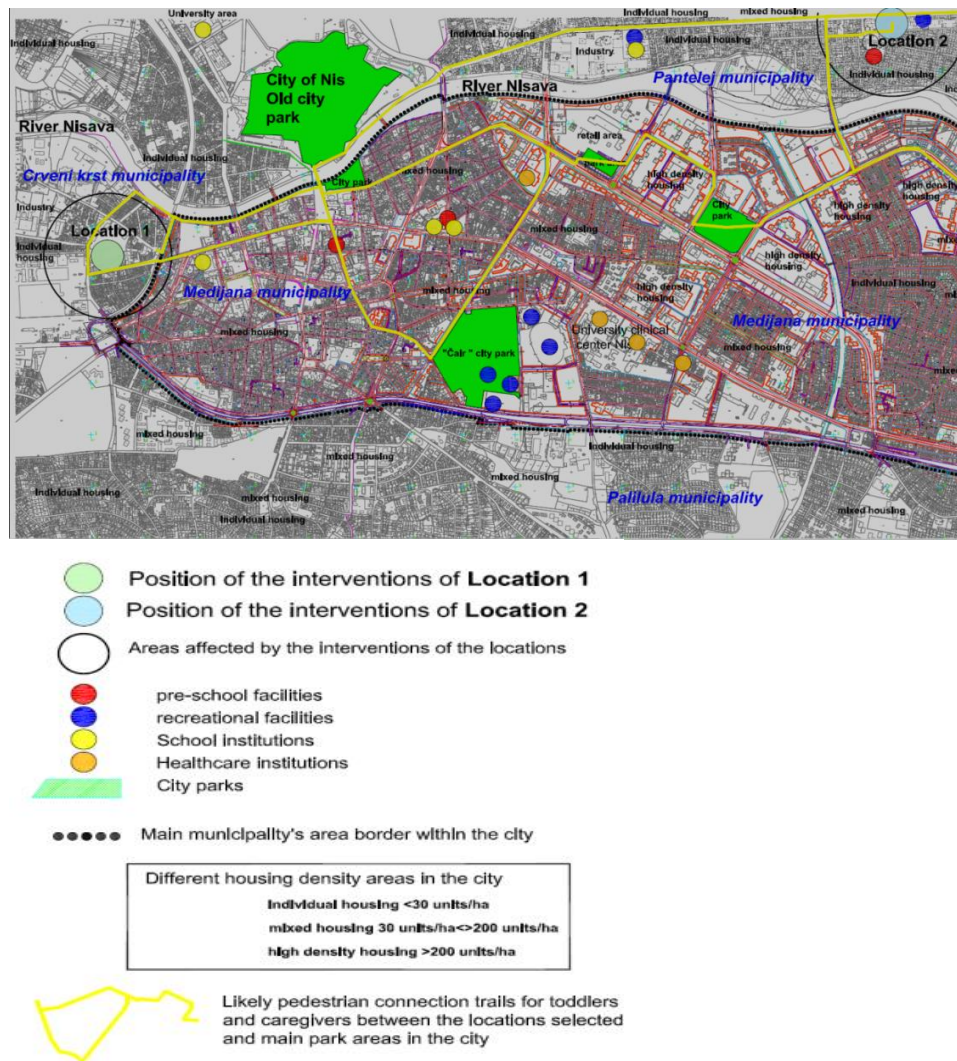 University area
mixed housing
Individual housing
Individual housing
Individual housing
Industry
Individual housing
Location 2
City of Nis
Old city
park
Pantelej municipality
Individual housing
River Nisava
River Nisava
retail area
Individual housing
Crveni krst municipality
"City park
mixed housing
high density
housing
high density
housing
Industry
City
park
high density
housing
Location 1
mixed housing
Individual
housing
high density
housing
Individual housing
mixed housing
Medijana municipality
mixed housing
high density
housing
mixed housing
University clinical
center Nis
Medijana municipality
mixed housing
"Čair " city park
mixed housing
mixed housing
Individual housing
mixed housing
mixed housing
Individual housing
mixed housing
Palilula municipality
mixed housing
Individual housing
Position of the interventions of Location 1
Position of the interventions of Location 2
Areas affected by the interventions of the locations
pre-school facilities
recreational facilities
School institutions
Healthcare institutions
City parks
Main municipality's area border within the city
Different housing density areas in the city
Individual housing <30 units/ha
mixed housing 30 units/ha<>200 units/ha
high density housing >200 units/ha
Likely pedestrian connection trails for toddlers
and caregivers between the locations selected
and main park areas in the city